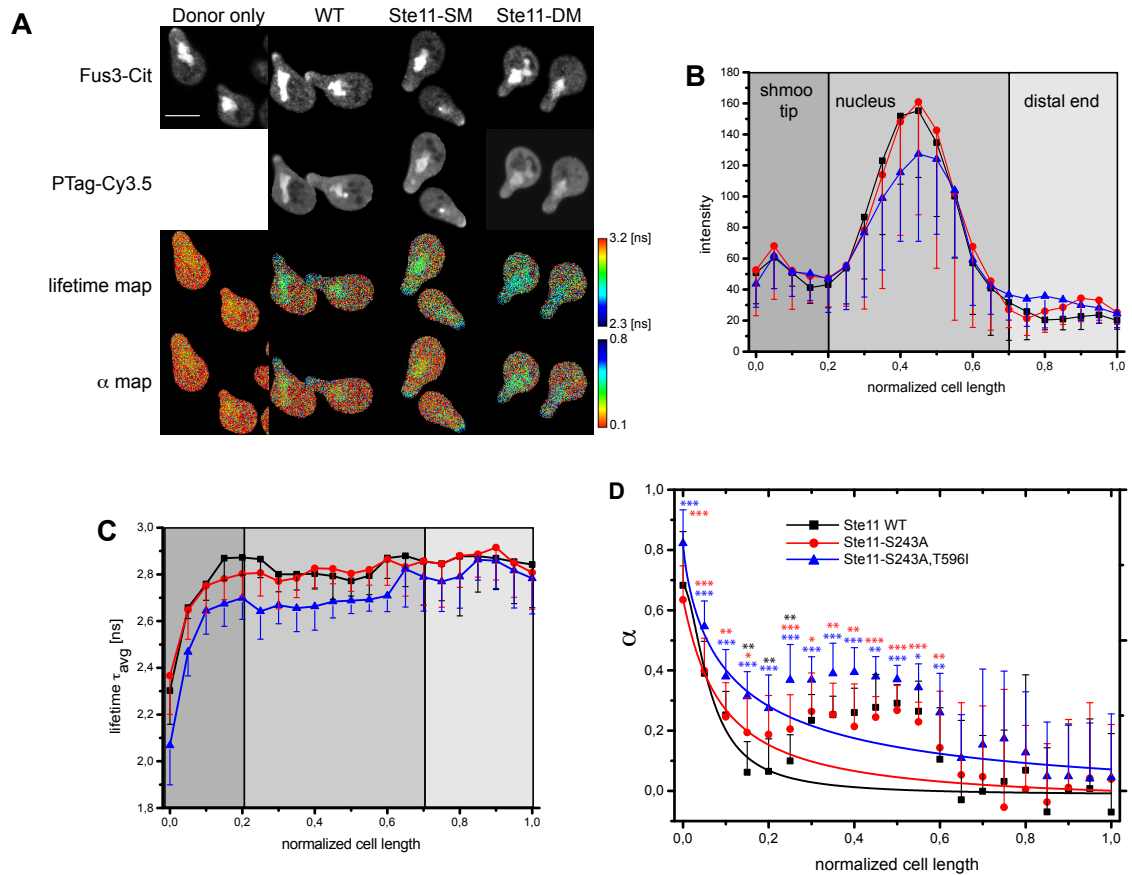 A
Donor only WT Ste11-SM Ste11-DM
Fus3-Cit
PTag-Cy3.5
lifetime map
α map
3.2 [ns]
2.3 [ns]
0.8
0.1
B
shmoo tip
nucleus
distal end
180
160
140
120
100
80
60
40
20
0
intensity
0,0 0,2 0,4 0,6 0,8 1,0
normalized cell length
C
3,0
2,8
2,6
2,4
2,2
2,0
1,8
lifetime τavg [ns]
0,0 0,2 0,4 0,6 0,8 1,0
normalized cell length
D
1,0
0,8
0,6
0,4
0,2
0,0
α
Ste11 WT
Ste11-S243A
Ste11-S243A,T596I
*** *** *** *** ** *** ** * *** ** *** ** *** *** * *** ** *** ** *** *** ** *** *** *** * ** **
0,0 0,2 0,4 0,6 0,8 1,0
normalized cell length